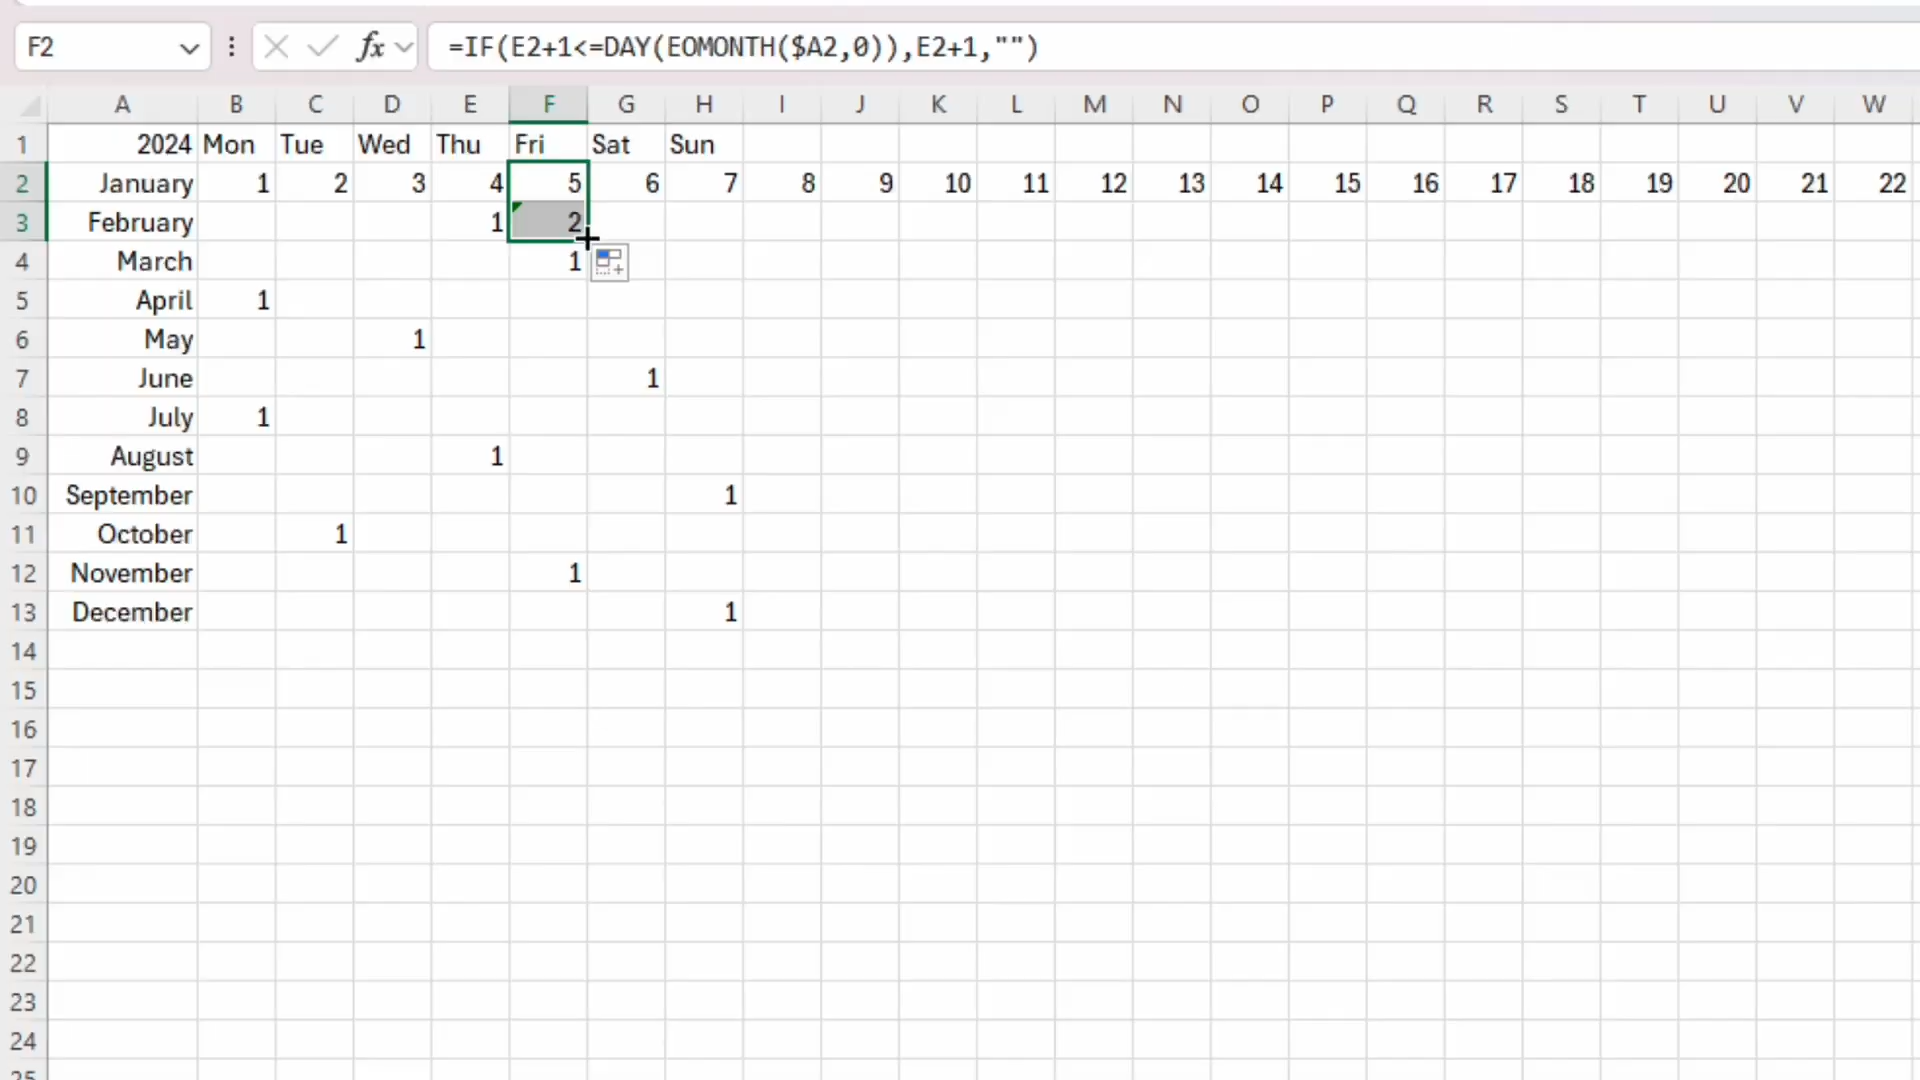 F2 fx =IF(E2+1<=DAY(EOMONTH($A2,0)),E2+1,"")
A B C D E F G H I J K L M N O P Q R S T U V W
1 2024 Mon Tue Wed Thu Fri Sat Sun
2 January 1 2 3 4 5 6 7 8 9 10 11 12 13 14 15 16 17 18 19 20 21 22
3 February 1 2
4 March 1
5 April 1
6 May 1
7 June 1
8 July 1
9 August 1
10 September 1
11 October 1
12 November 1
13 December 1
14
15
16
17
18
19
20
21
22
23
24
25